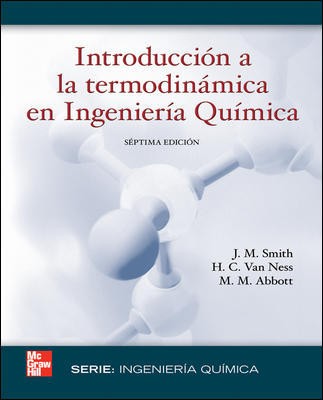 Introducción a
la termodinámica
en Ingeniería Química
SÉPTIMA EDICIÓN
J. M. Smith
H. C. Van Ness
M. M. Abbott
Mc
Graw
Hill
SERIE: INGENIERÍA QUÍMICA